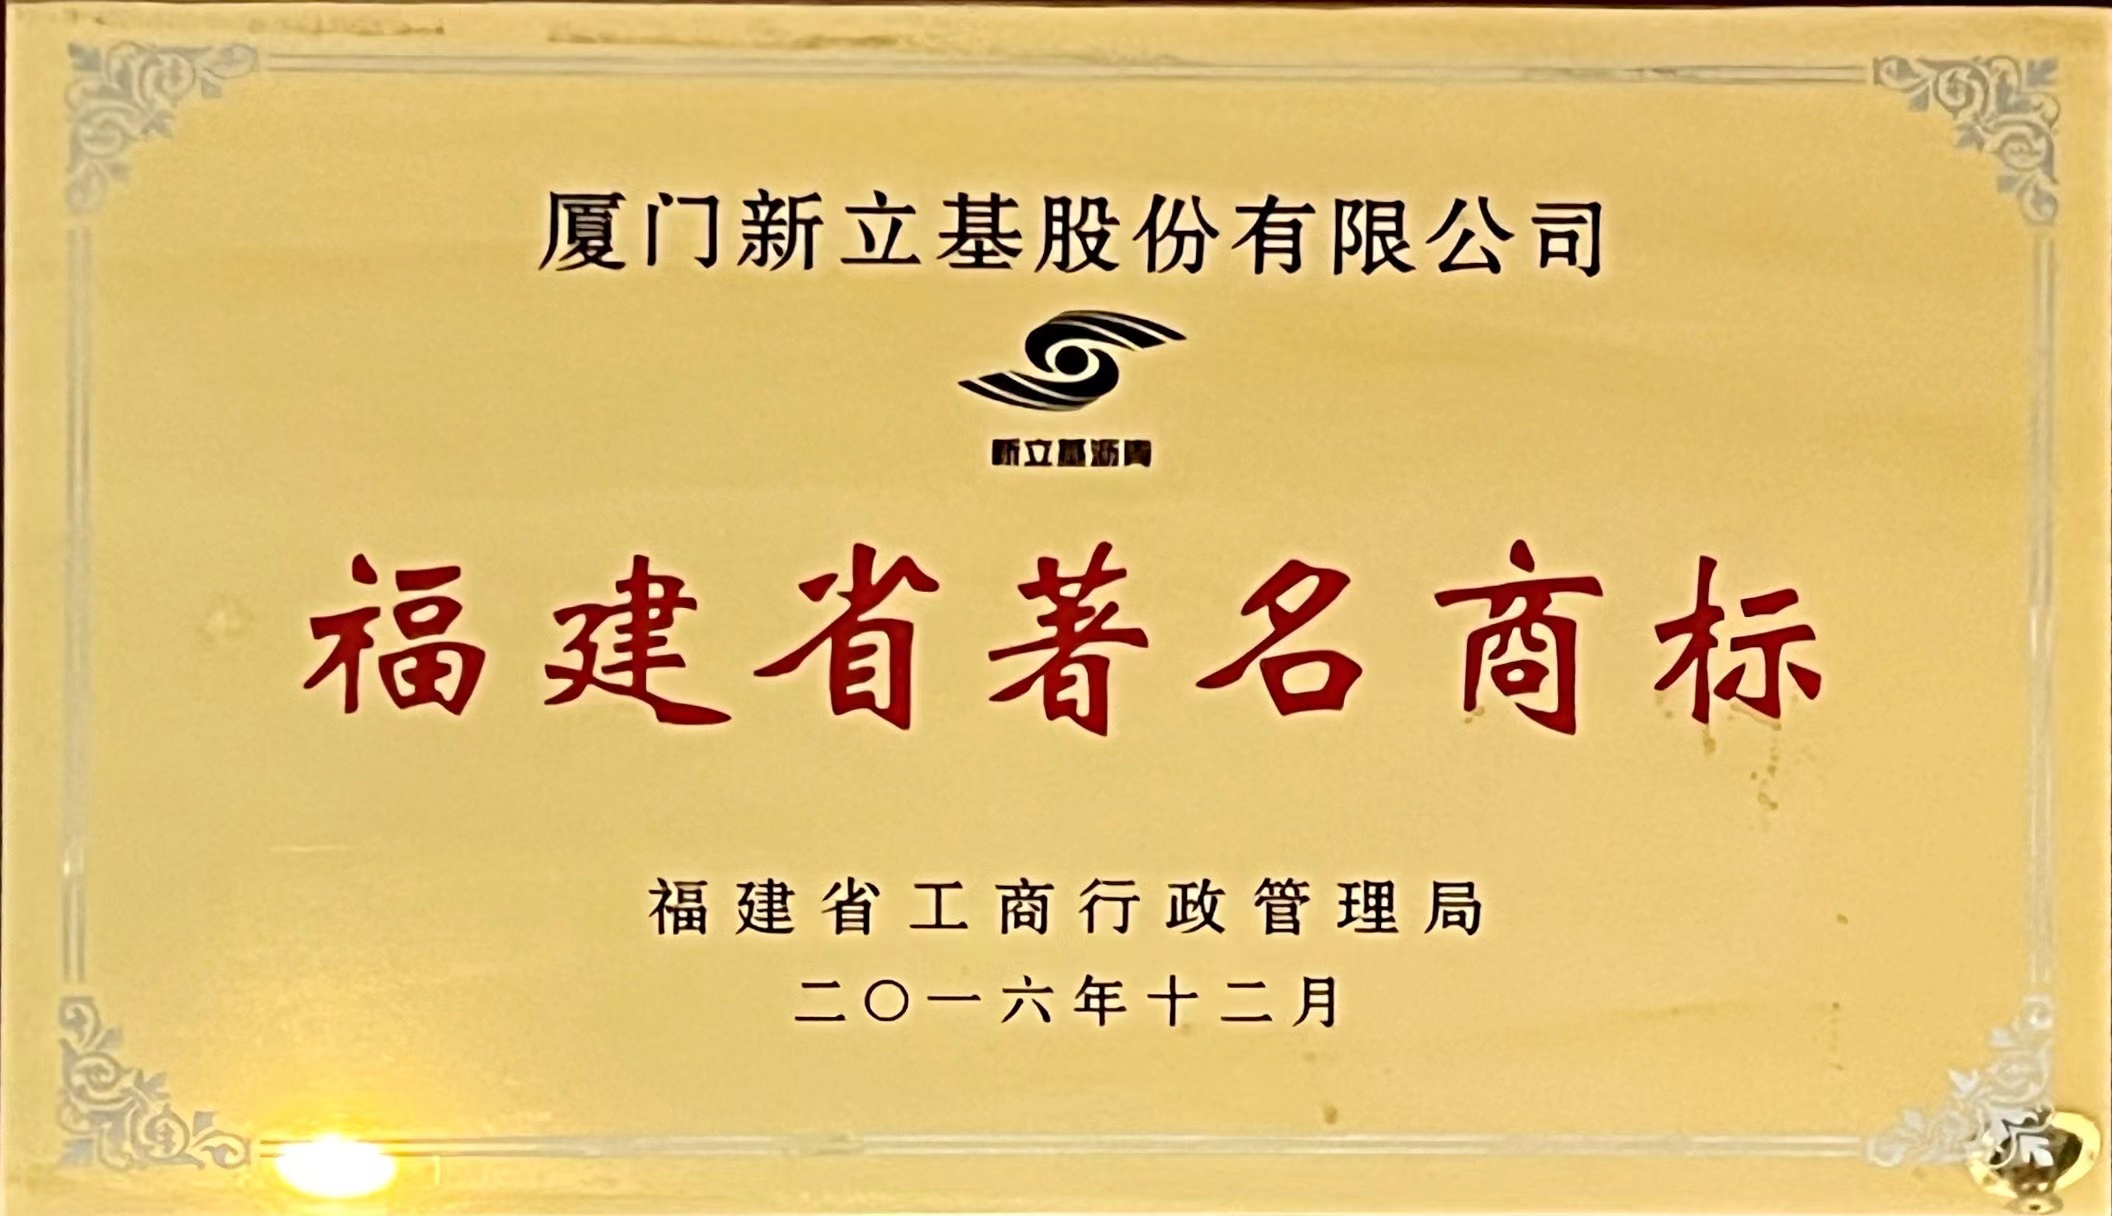 厦门新立基股份有限公司
新立基沥青
福建省著名商标
福建省工商行政管理局
二〇一六年十二月